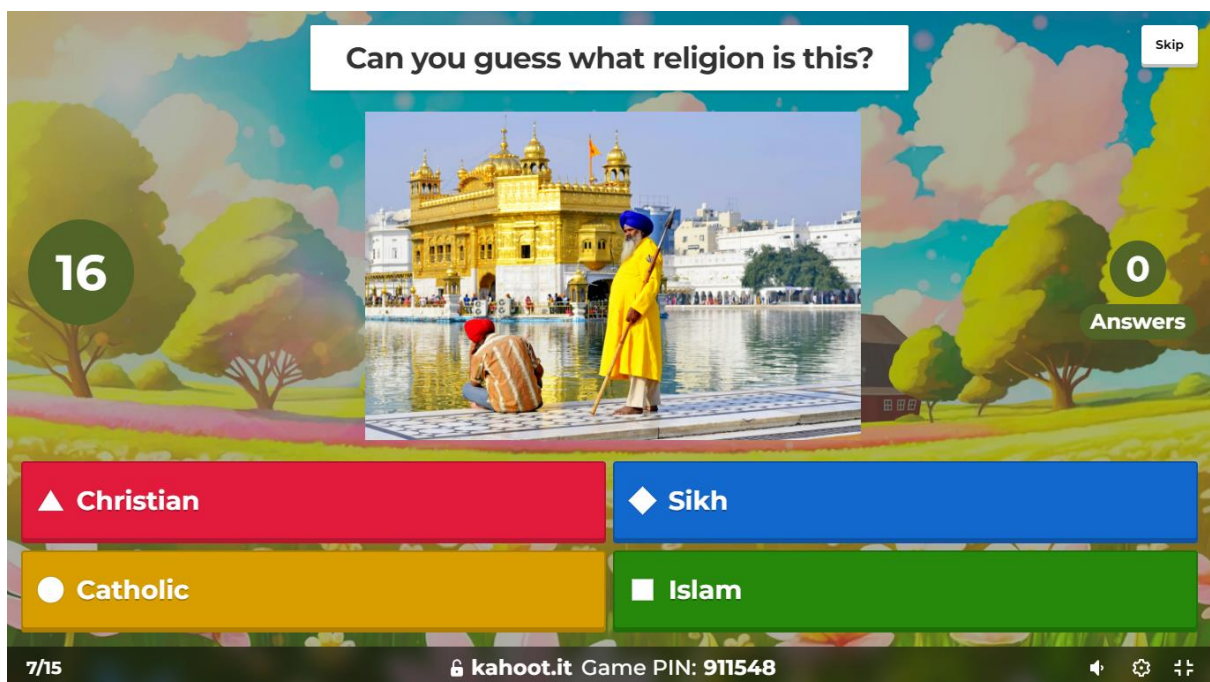 Can you guess what religion is this?
Skip
16
0
Answers
Christian
Sikh
Catholic
Islam
7/15
kahoot.it Game PIN: 911548